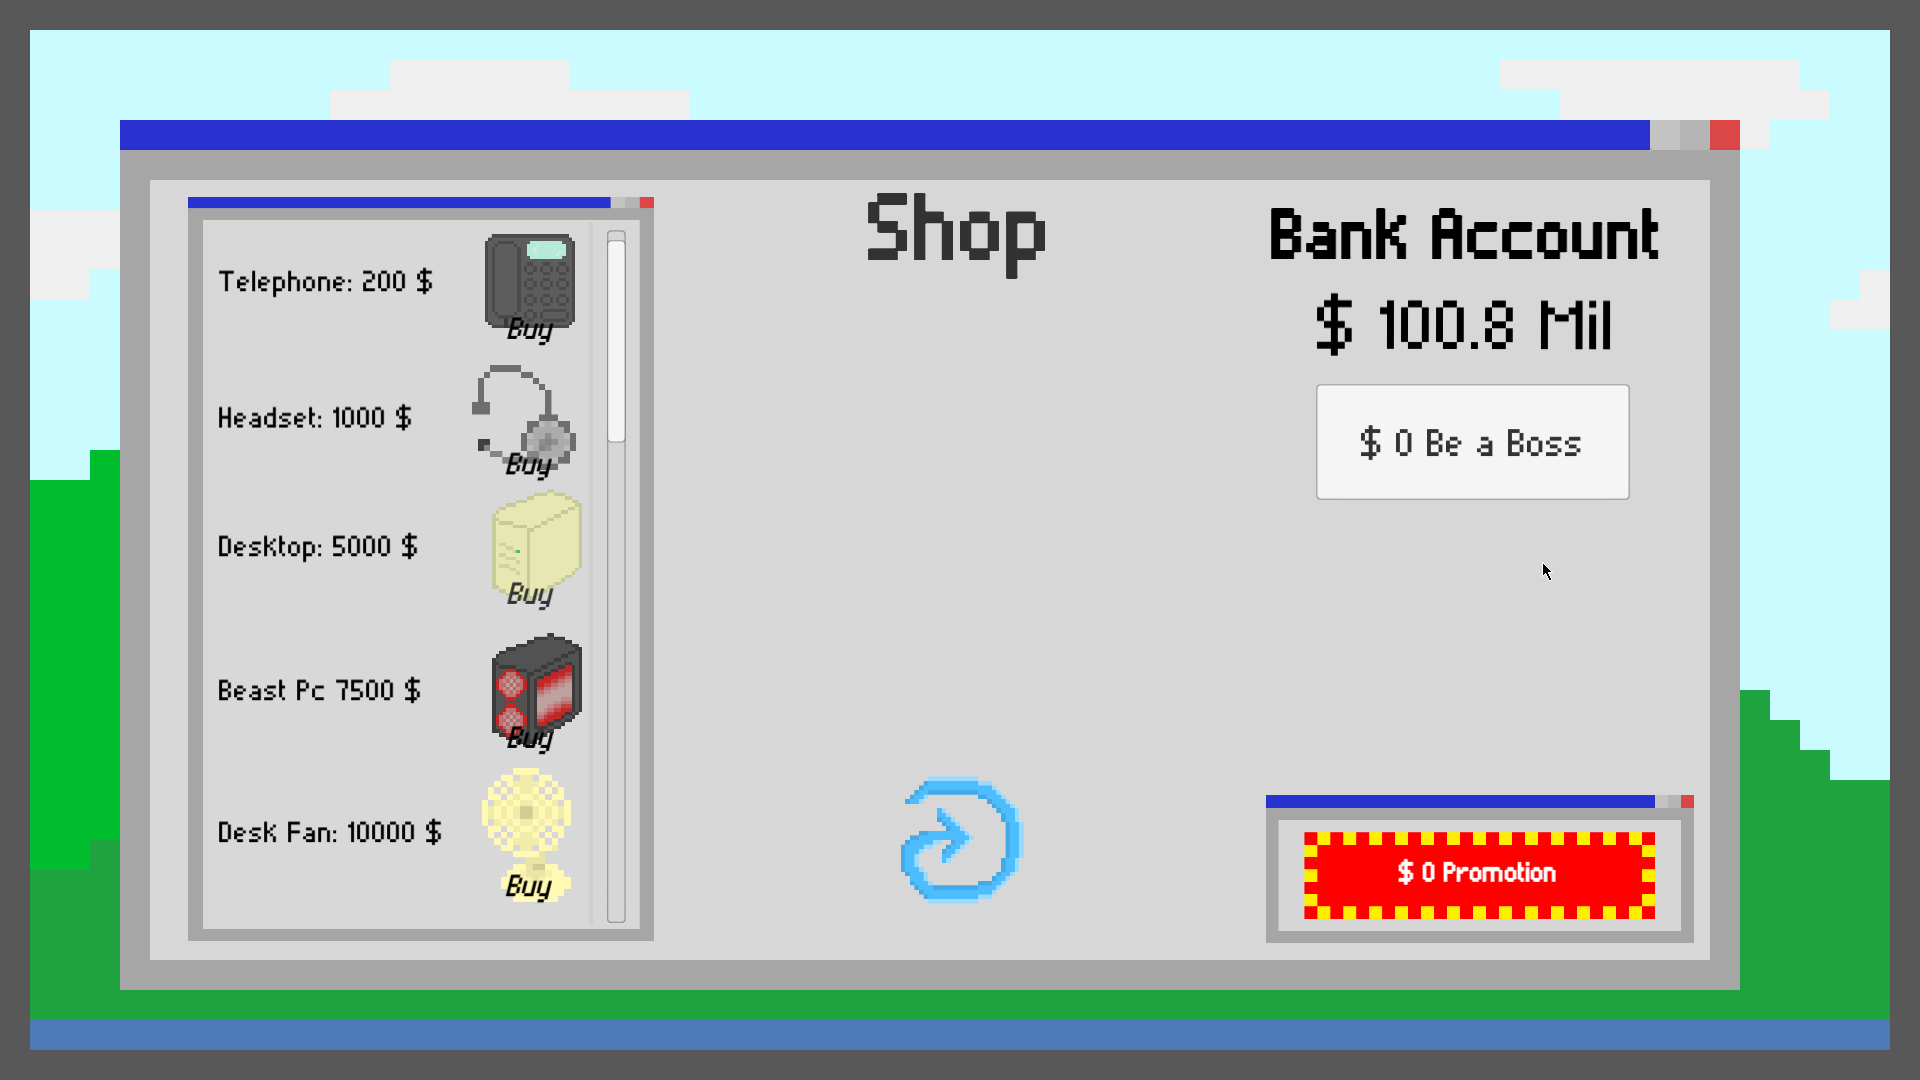 Shop
Telephone: 200 $
Buy
Headset: 1000 $
Buy
Desktop: 5000 $
Buy
Beast Pc 7500 $
Buy
Desk Fan: 10000 $
Buy
Bank Account
$ 100.8 Mil
$ 0 Be a Boss
$ 0 Promotion